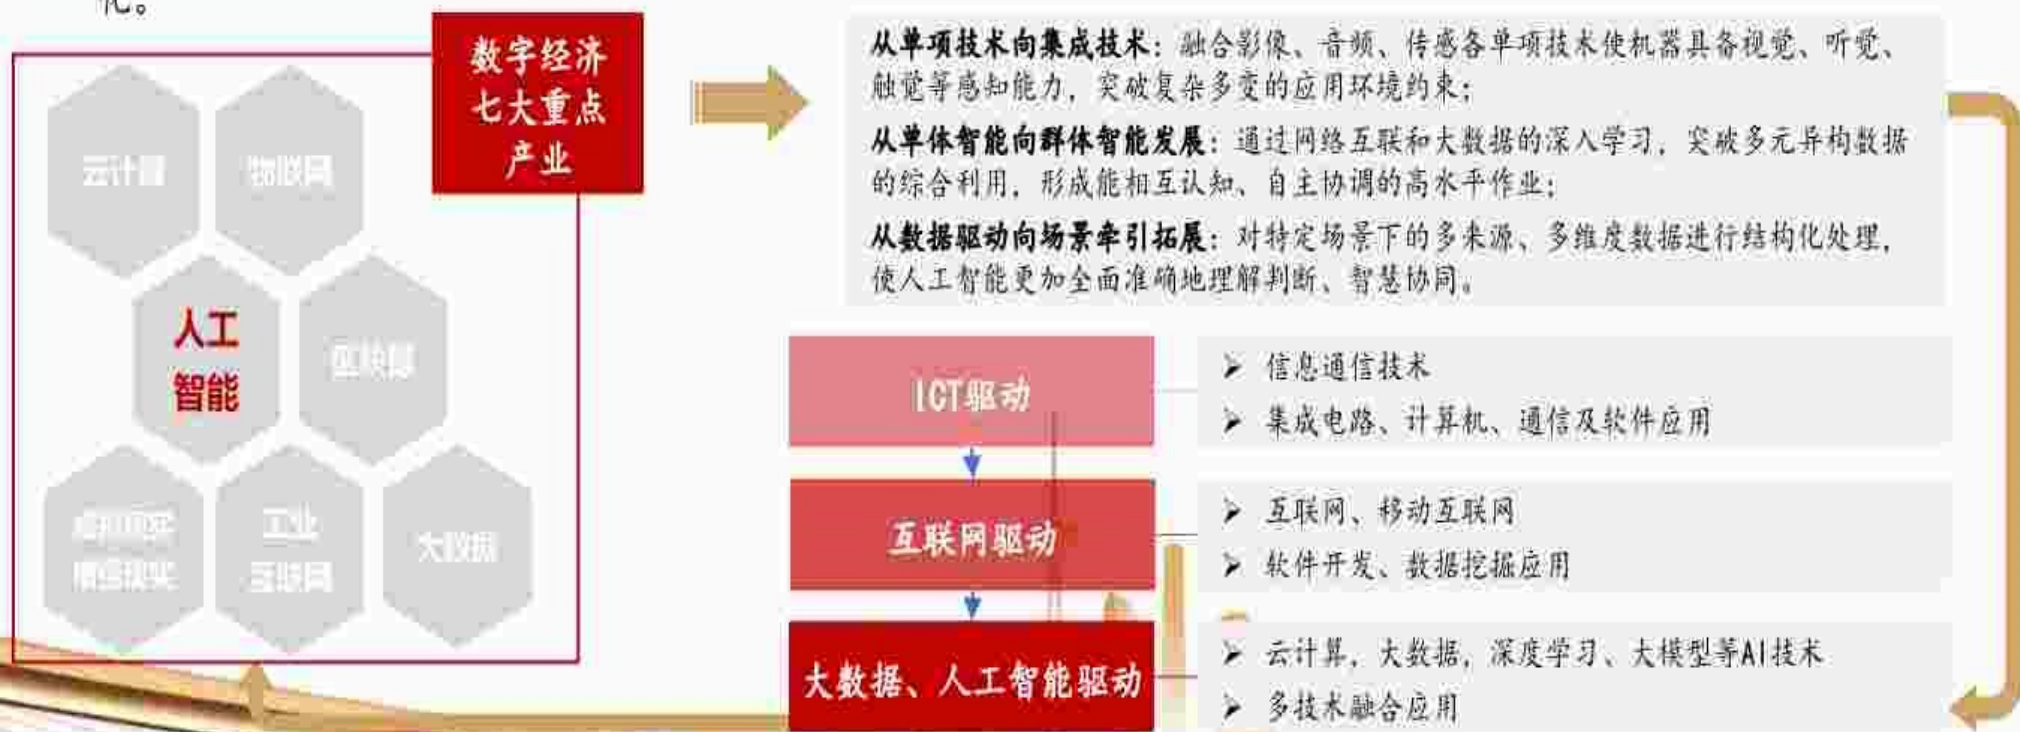 化。
数字经济
七大重点
产业
云计算
物联网
人工
智能
区块链
虚拟现实
增强现实
工业
互联网
大数据
从单项技术向集成技术：融合影像、音频、传感各单项技术使机器具备视觉、听觉、
触觉等感知能力，突破复杂多变的应用环境约束；
从单体智能向群体智能发展：通过网络互联和大数据的深入学习，突破多元异构数据
的综合利用，形成能相互认知、自主协调的高水平作业；
从数据驱动向场景牵引拓展：对特定场景下的多来源、多维度数据进行结构化处理，
使人工智能更加全面准确地理解判断、智慧协同。
ICT驱动
➢ 信息通信技术
➢ 集成电路、计算机、通信及软件应用
互联网驱动
➢ 互联网、移动互联网
➢ 软件开发、数据挖掘应用
大数据、人工智能驱动
➢ 云计算，大数据，深度学习、大模型等AI技术
➢ 多技术融合应用